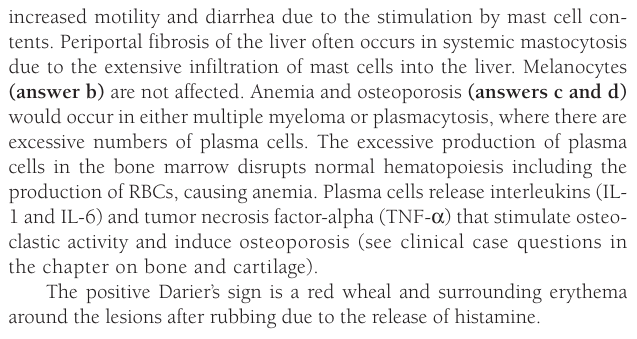 increased motility and diarrhea due to the stimulation by mast cell con-
tents. Periportal fibrosis of the liver often occurs in systemic mastocytosis
due to the extensive infiltration of mast cells into the liver. Melanocytes
(answer b) are not affected. Anemia and osteoporosis (answers c and d)
would occur in either multiple myeloma or plasmacytosis, where there are
excessive numbers of plasma cells. The excessive production of plasma
cells in the bone marrow disrupts normal hematopoiesis including the
production of RBCs, causing anemia. Plasma cells release interleukins (IL-
1 and IL-6) and tumor necrosis factor-alpha (TNF-α) that stimulate osteo-
clastic activity and induce osteoporosis (see clinical case questions in
the chapter on bone and cartilage).
The positive Darier's sign is a red wheal and surrounding erythema
around the lesions after rubbing due to the release of histamine.